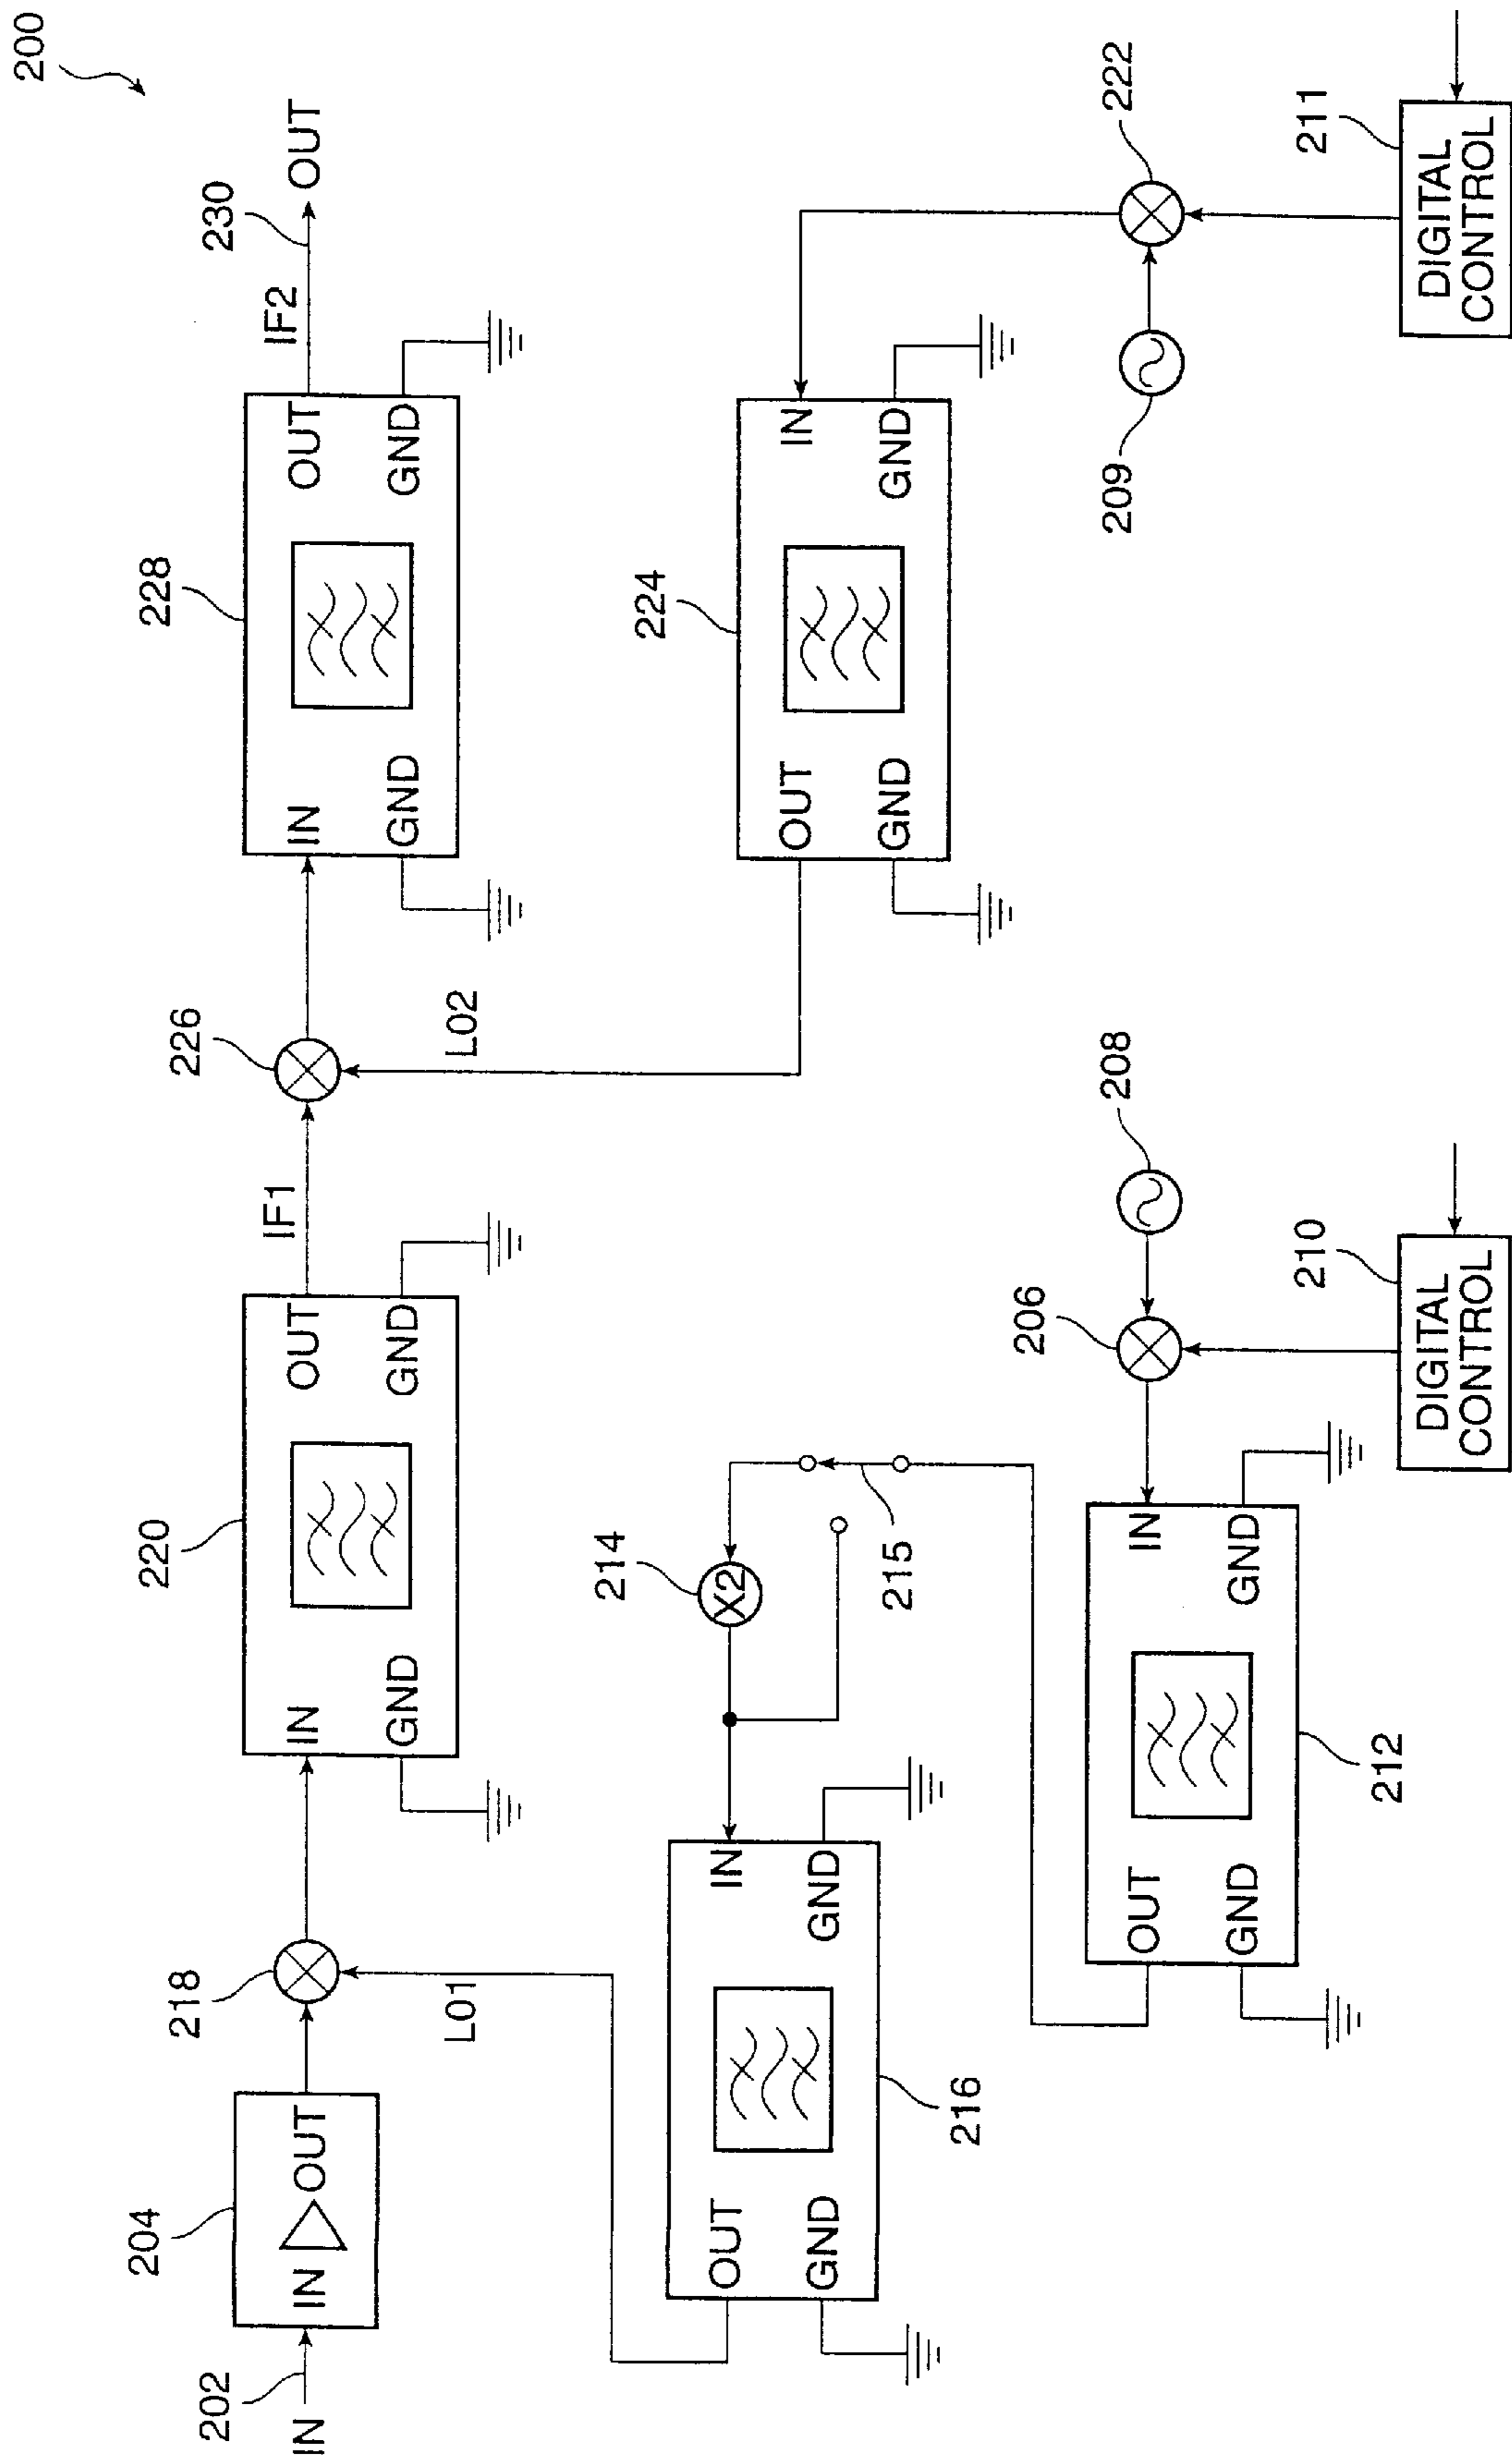 200
202
IN
204
IN
OUT
218
LO1
220
IN
OUT
GND
GND
IF1
226
LO2
228
IN
OUT
GND
GND
IF2
230
OUT
216
OUT
IN
GND
GND
214
X2
215
212
OUT
IN
GND
GND
206
208
210
DIGITAL
CONTROL
224
OUT
IN
GND
GND
209
222
211
DIGITAL
CONTROL